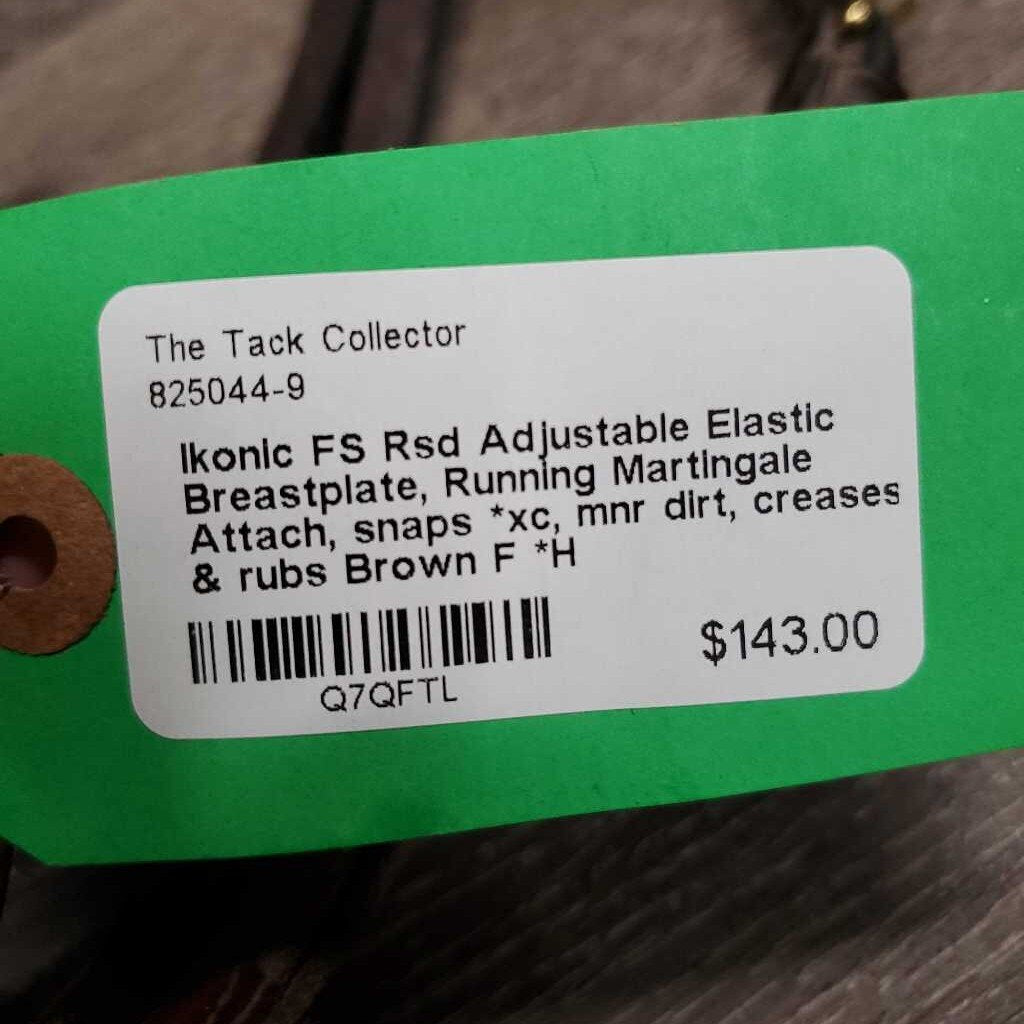 The Tack Collector
825044-9
Ikonic FS Rsd Adjustable Elastic
Breastplate, Running Martingale
Attach, snaps *xc, mnr dirt, creases
& rubs Brown F *H
Q7QFTL
$143.00